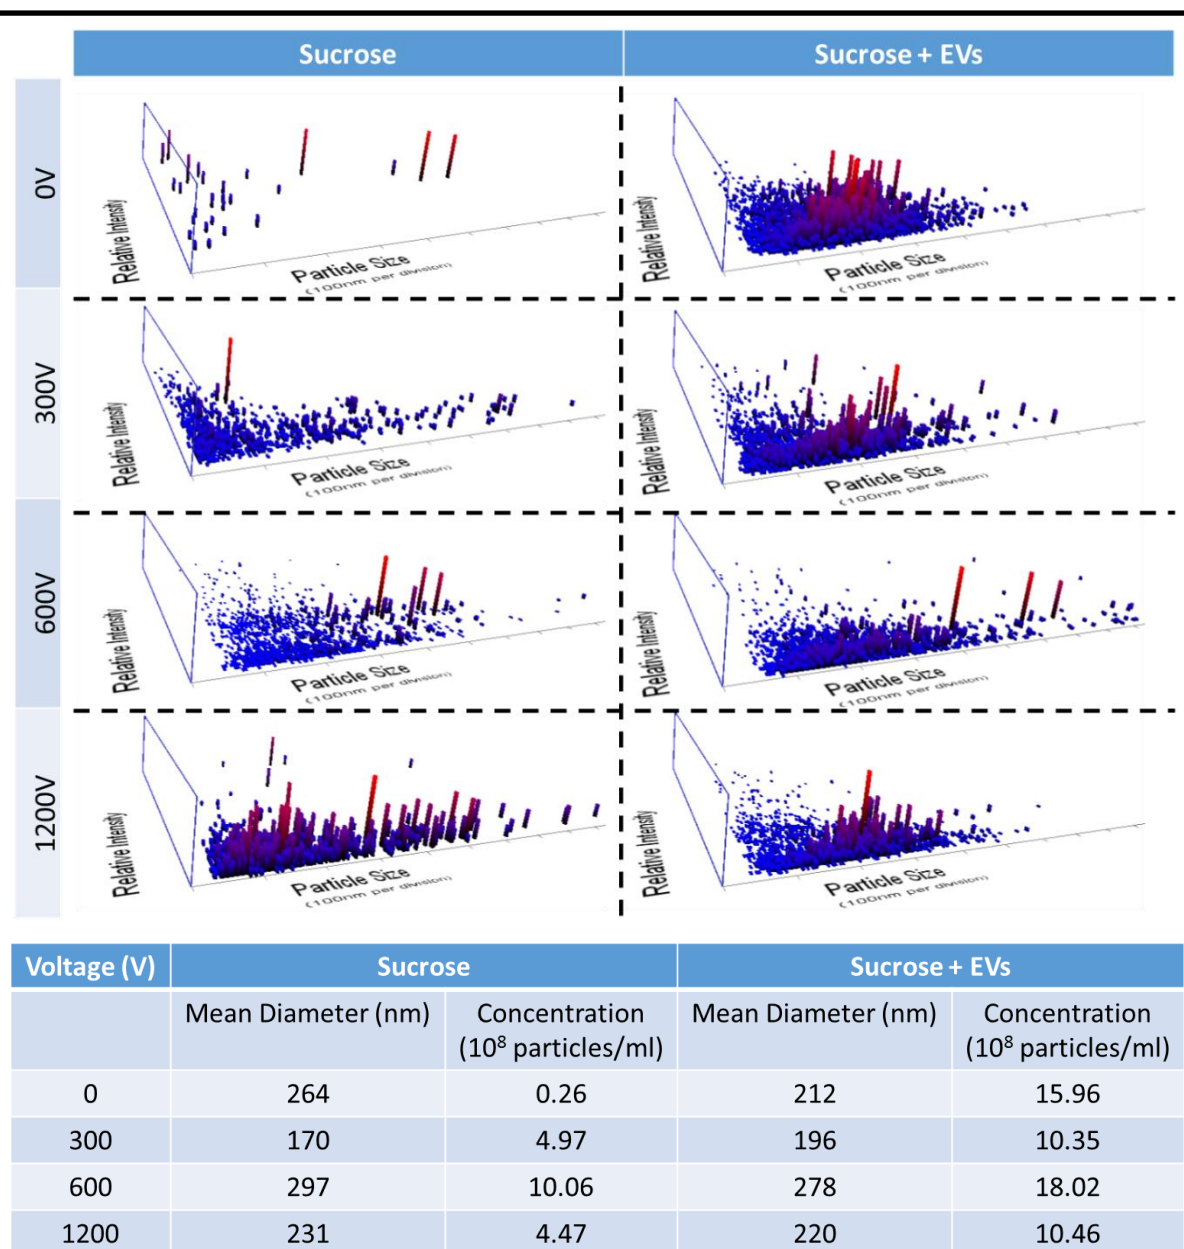 Sucrose
Sucrose + EVs
0V
Relative Intensity
Particle Size
(100nm per division)
Relative Intensity
Particle Size
(100nm per division)
300V
Relative Intensity
Particle Size
(100nm per division)
Relative Intensity
Particle Size
(100nm per division)
600V
Relative Intensity
Particle Size
(100nm per division)
Relative Intensity
Particle Size
(100nm per division)
1200V
Relative Intensity
Particle Size
(100nm per division)
Relative Intensity
Particle Size
(100nm per division)
Voltage (V) Sucrose Sucrose + EVs
Mean Diameter (nm) Concentration Mean Diameter (nm) Concentration
(10⁸ particles/ml) (10⁸ particles/ml)
0 264 0.26 212 15.96
300 170 4.97 196 10.35
600 297 10.06 278 18.02
1200 231 4.47 220 10.46